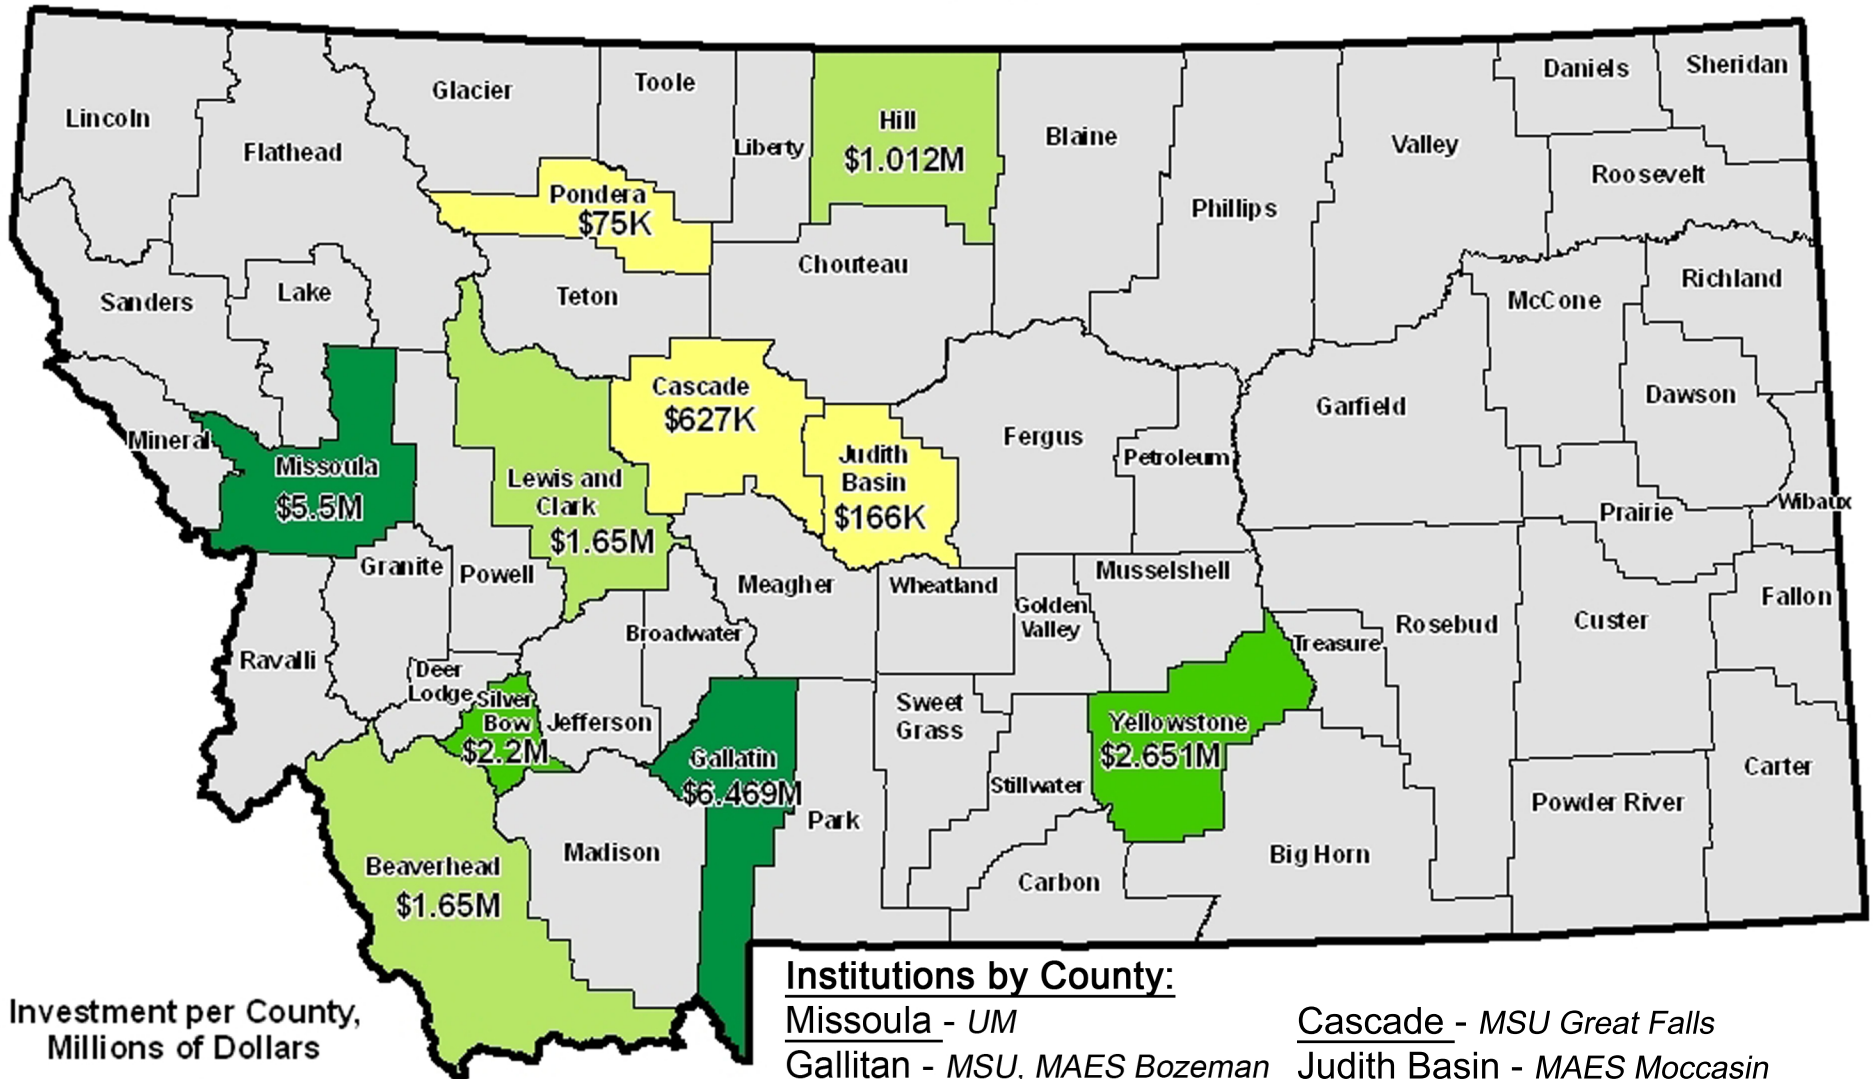 Lincoln
Flathead
Glacier
Toole
Liberty
Hill
$1.012M
Blaine
Phillips
Valley
Daniels
Sheridan
Roosevelt
Pondera
$75K
Chouteau
Teton
Sanders
Lake
Richland
McCone
Dawson
Garfield
Cascade
$627K
Judith
Basin
$166K
Fergus
Petroleum
Mineral
Missoula
$5.5M
Lewis and
Clark
$1.65M
Prairie
Wibaux
Granite
Powell
Meagher
Wheatland
Golden
Valley
Musselshell
Treasure
Rosebud
Custer
Fallon
Broadwater
Ravalli
Deer
Lodge
Silver
Bow
$2.2M
Jefferson
Gallatin
$6.469M
Sweet
Grass
Yellowstone
$2.651M
Stillwater
Park
Carter
Powder River
Big Horn
Carbon
Madison
Beaverhead
$1.65M
Investment per County,
Millions of Dollars
Institutions by County:
Missoula - UM
Gallitan - MSU, MAES Bozeman
Cascade - MSU Great Falls
Judith Basin - MAES Moccasin